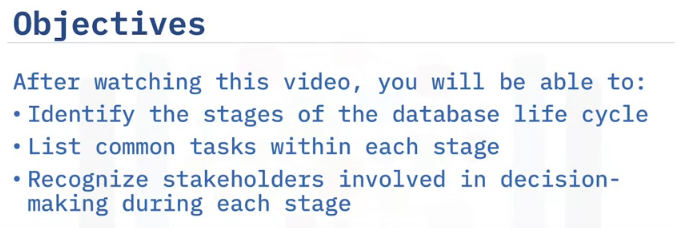 Objectives
After watching this video, you will be able to:
• Identify the stages of the database life cycle
• List common tasks within each stage
• Recognize stakeholders involved in decision-
making during each stage